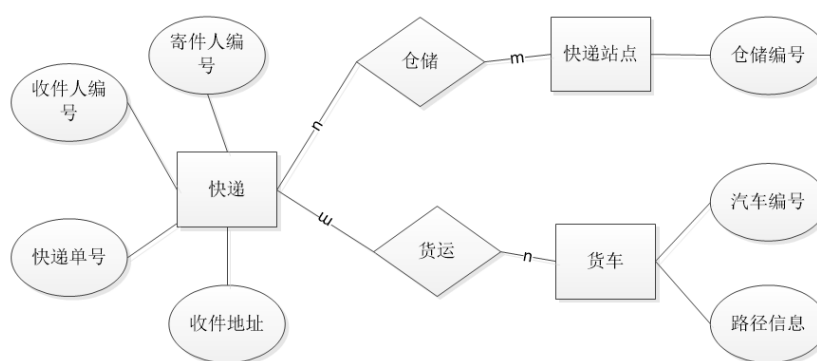 寄件人编
号
收件人编
号
快递
快递单号
收件地址
n
仓储
m
快递站点
仓储编号
m
货运
n
货车
汽车编号
路径信息